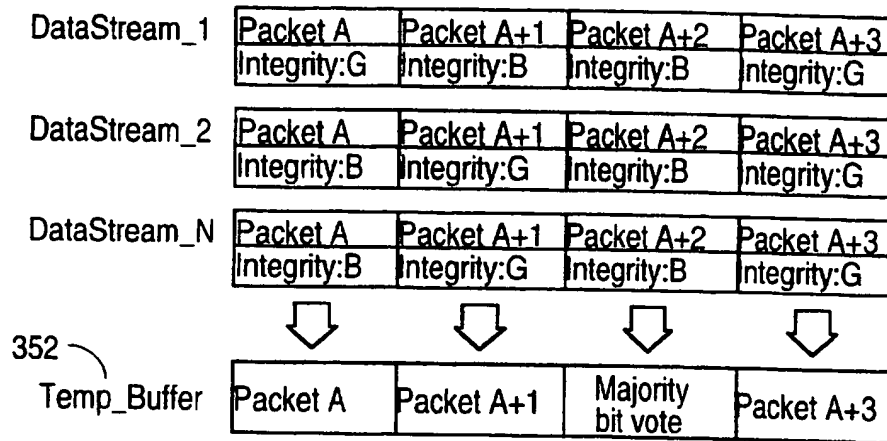 DataStream_1 Packet A Packet A+1 Packet A+2 Packet A+3
Integrity:G Integrity:B Integrity:B Integrity:G
DataStream_2 Packet A Packet A+1 Packet A+2 Packet A+3
Integrity:B Integrity:G Integrity:B Integrity:G
DataStream_N Packet A Packet A+1 Packet A+2 Packet A+3
Integrity:B Integrity:G Integrity:B Integrity:G
352
Temp_Buffer Packet A Packet A+1 Majority bit vote Packet A+3